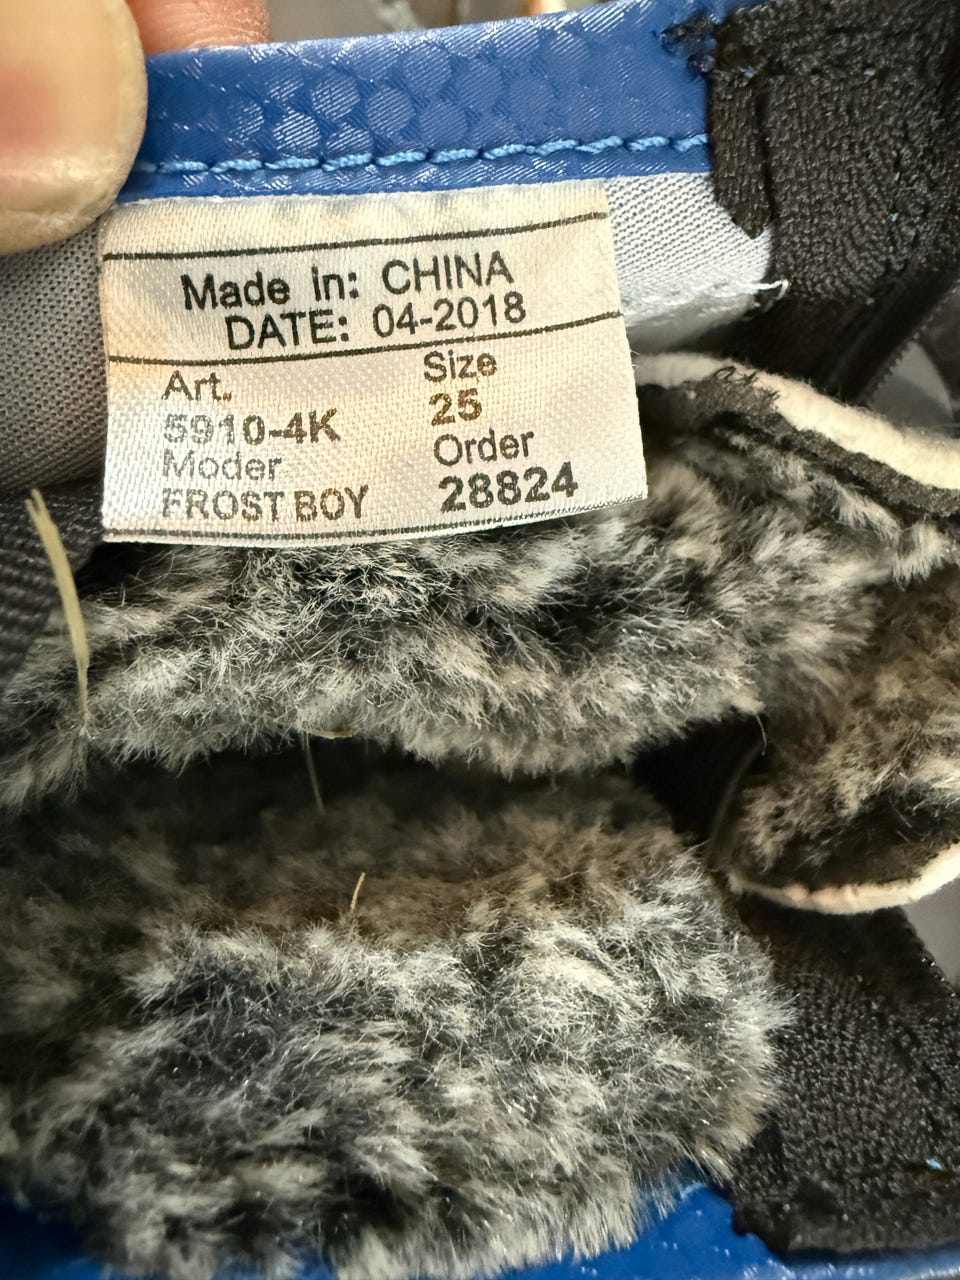 Made In: CHINA
DATE: 04-2018
Art.
5910-4K
Moder
FROST BOY
Size
25
Order
28824